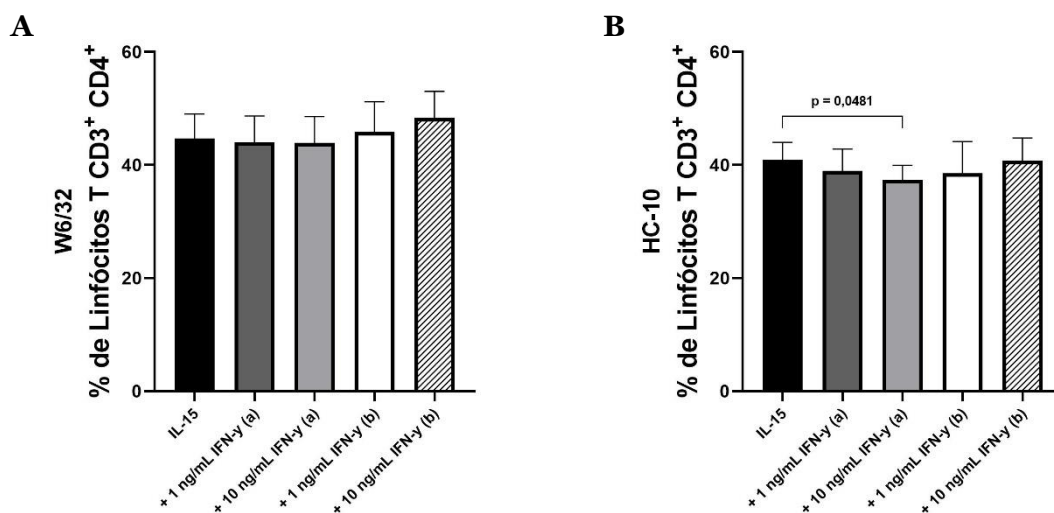 A
W6/32
% de Linfócitos T CD3+ CD4+
60
40
20
0
IL-15
+ 1 ng/mL IFN-y (a)
+ 10 ng/mL IFN-y (a)
+ 1 ng/mL IFN-y (b)
+ 10 ng/mL IFN-y (b)
B
HC-10
% de Linfócitos T CD3+ CD4+
60
40
20
0
p = 0,0481
IL-15
+ 1 ng/mL IFN-y (a)
+ 10 ng/mL IFN-y (a)
+ 1 ng/mL IFN-y (b)
+ 10 ng/mL IFN-y (b)